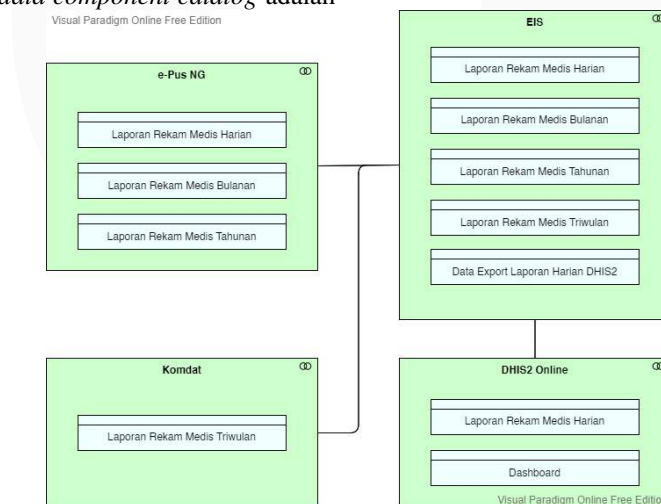 data component catalog adalah
Visual Paradigm Online Free Edition
e-Pus NG
Laporan Rekam Medis Harian
Laporan Rekam Medis Bulanan
Laporan Rekam Medis Tahunan
EIS
Laporan Rekam Medis Harian
Laporan Rekam Medis Bulanan
Laporan Rekam Medis Tahunan
Laporan Rekam Medis Triwulan
Data Export Laporan Harian DHIS2
Komdat
Laporan Rekam Medis Triwulan
DHIS2 Online
Laporan Rekam Medis Harian
Dashboard
Visual Paradigm Online Free Editio